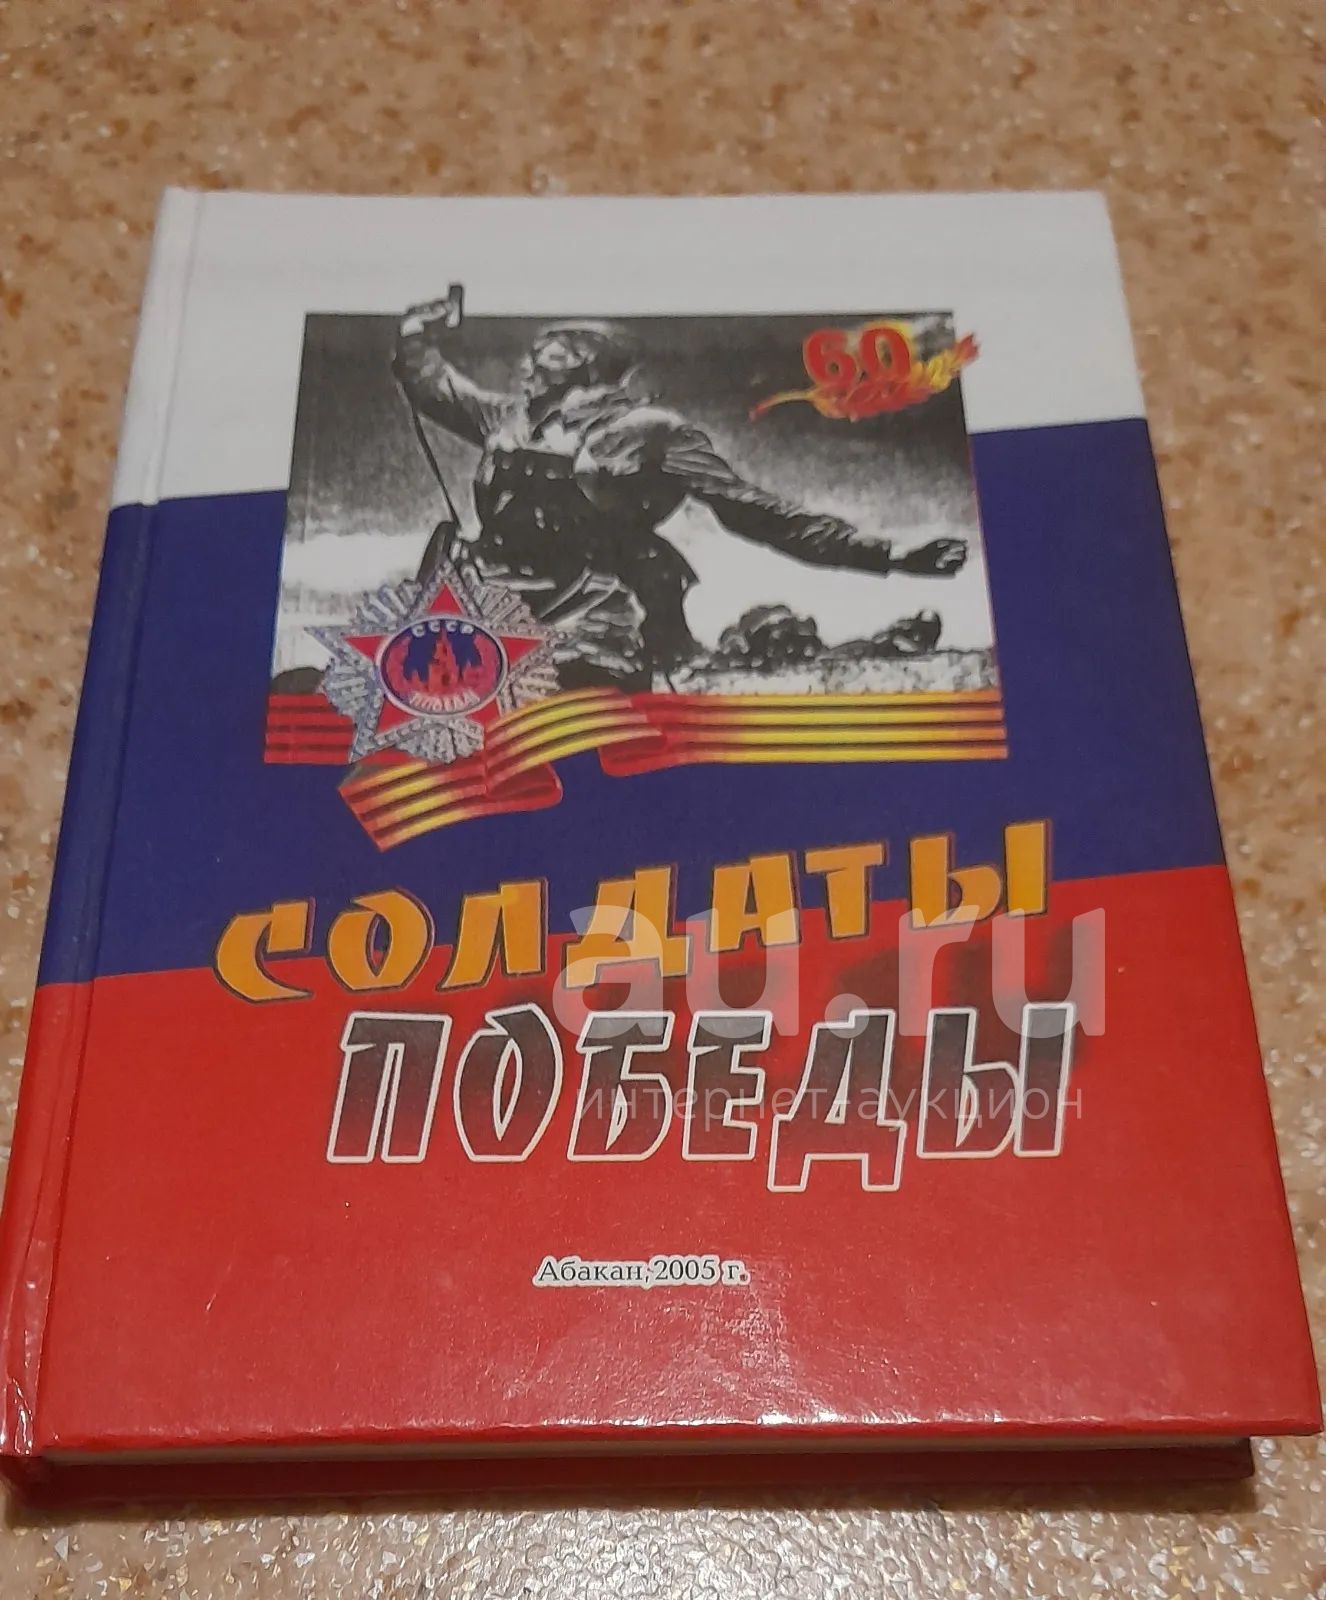 60
СССР
ПОБЕДА
СОЛДАТЫ
ПОБЕДЫ
au.ru
интернет-аукцион
Абакан, 2005 г.